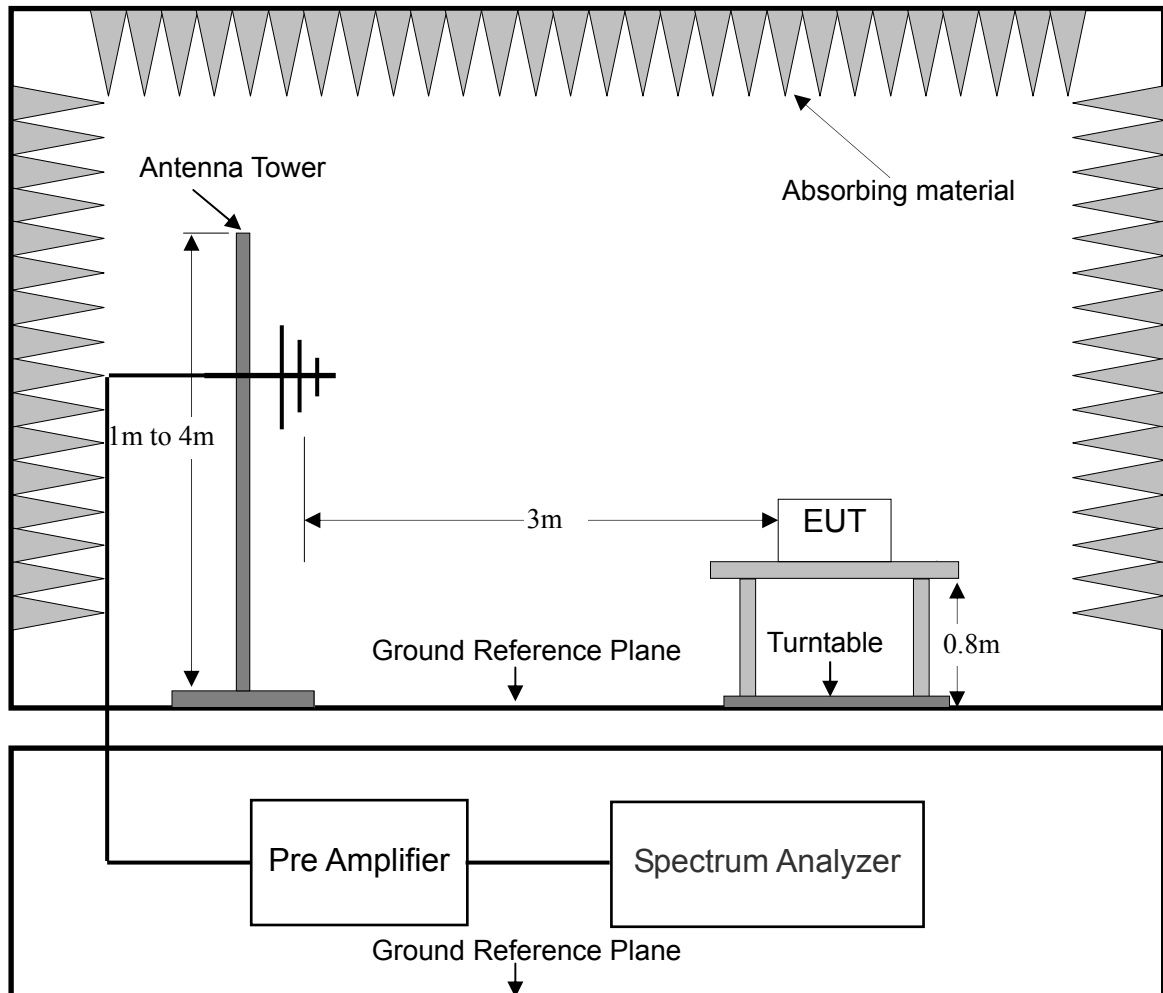 Antenna Tower
Absorbing material
1m to 4m
3m
EUT
Ground Reference Plane
Turntable
0.8m
Pre Amplifier
Spectrum Analyzer
Ground Reference Plane